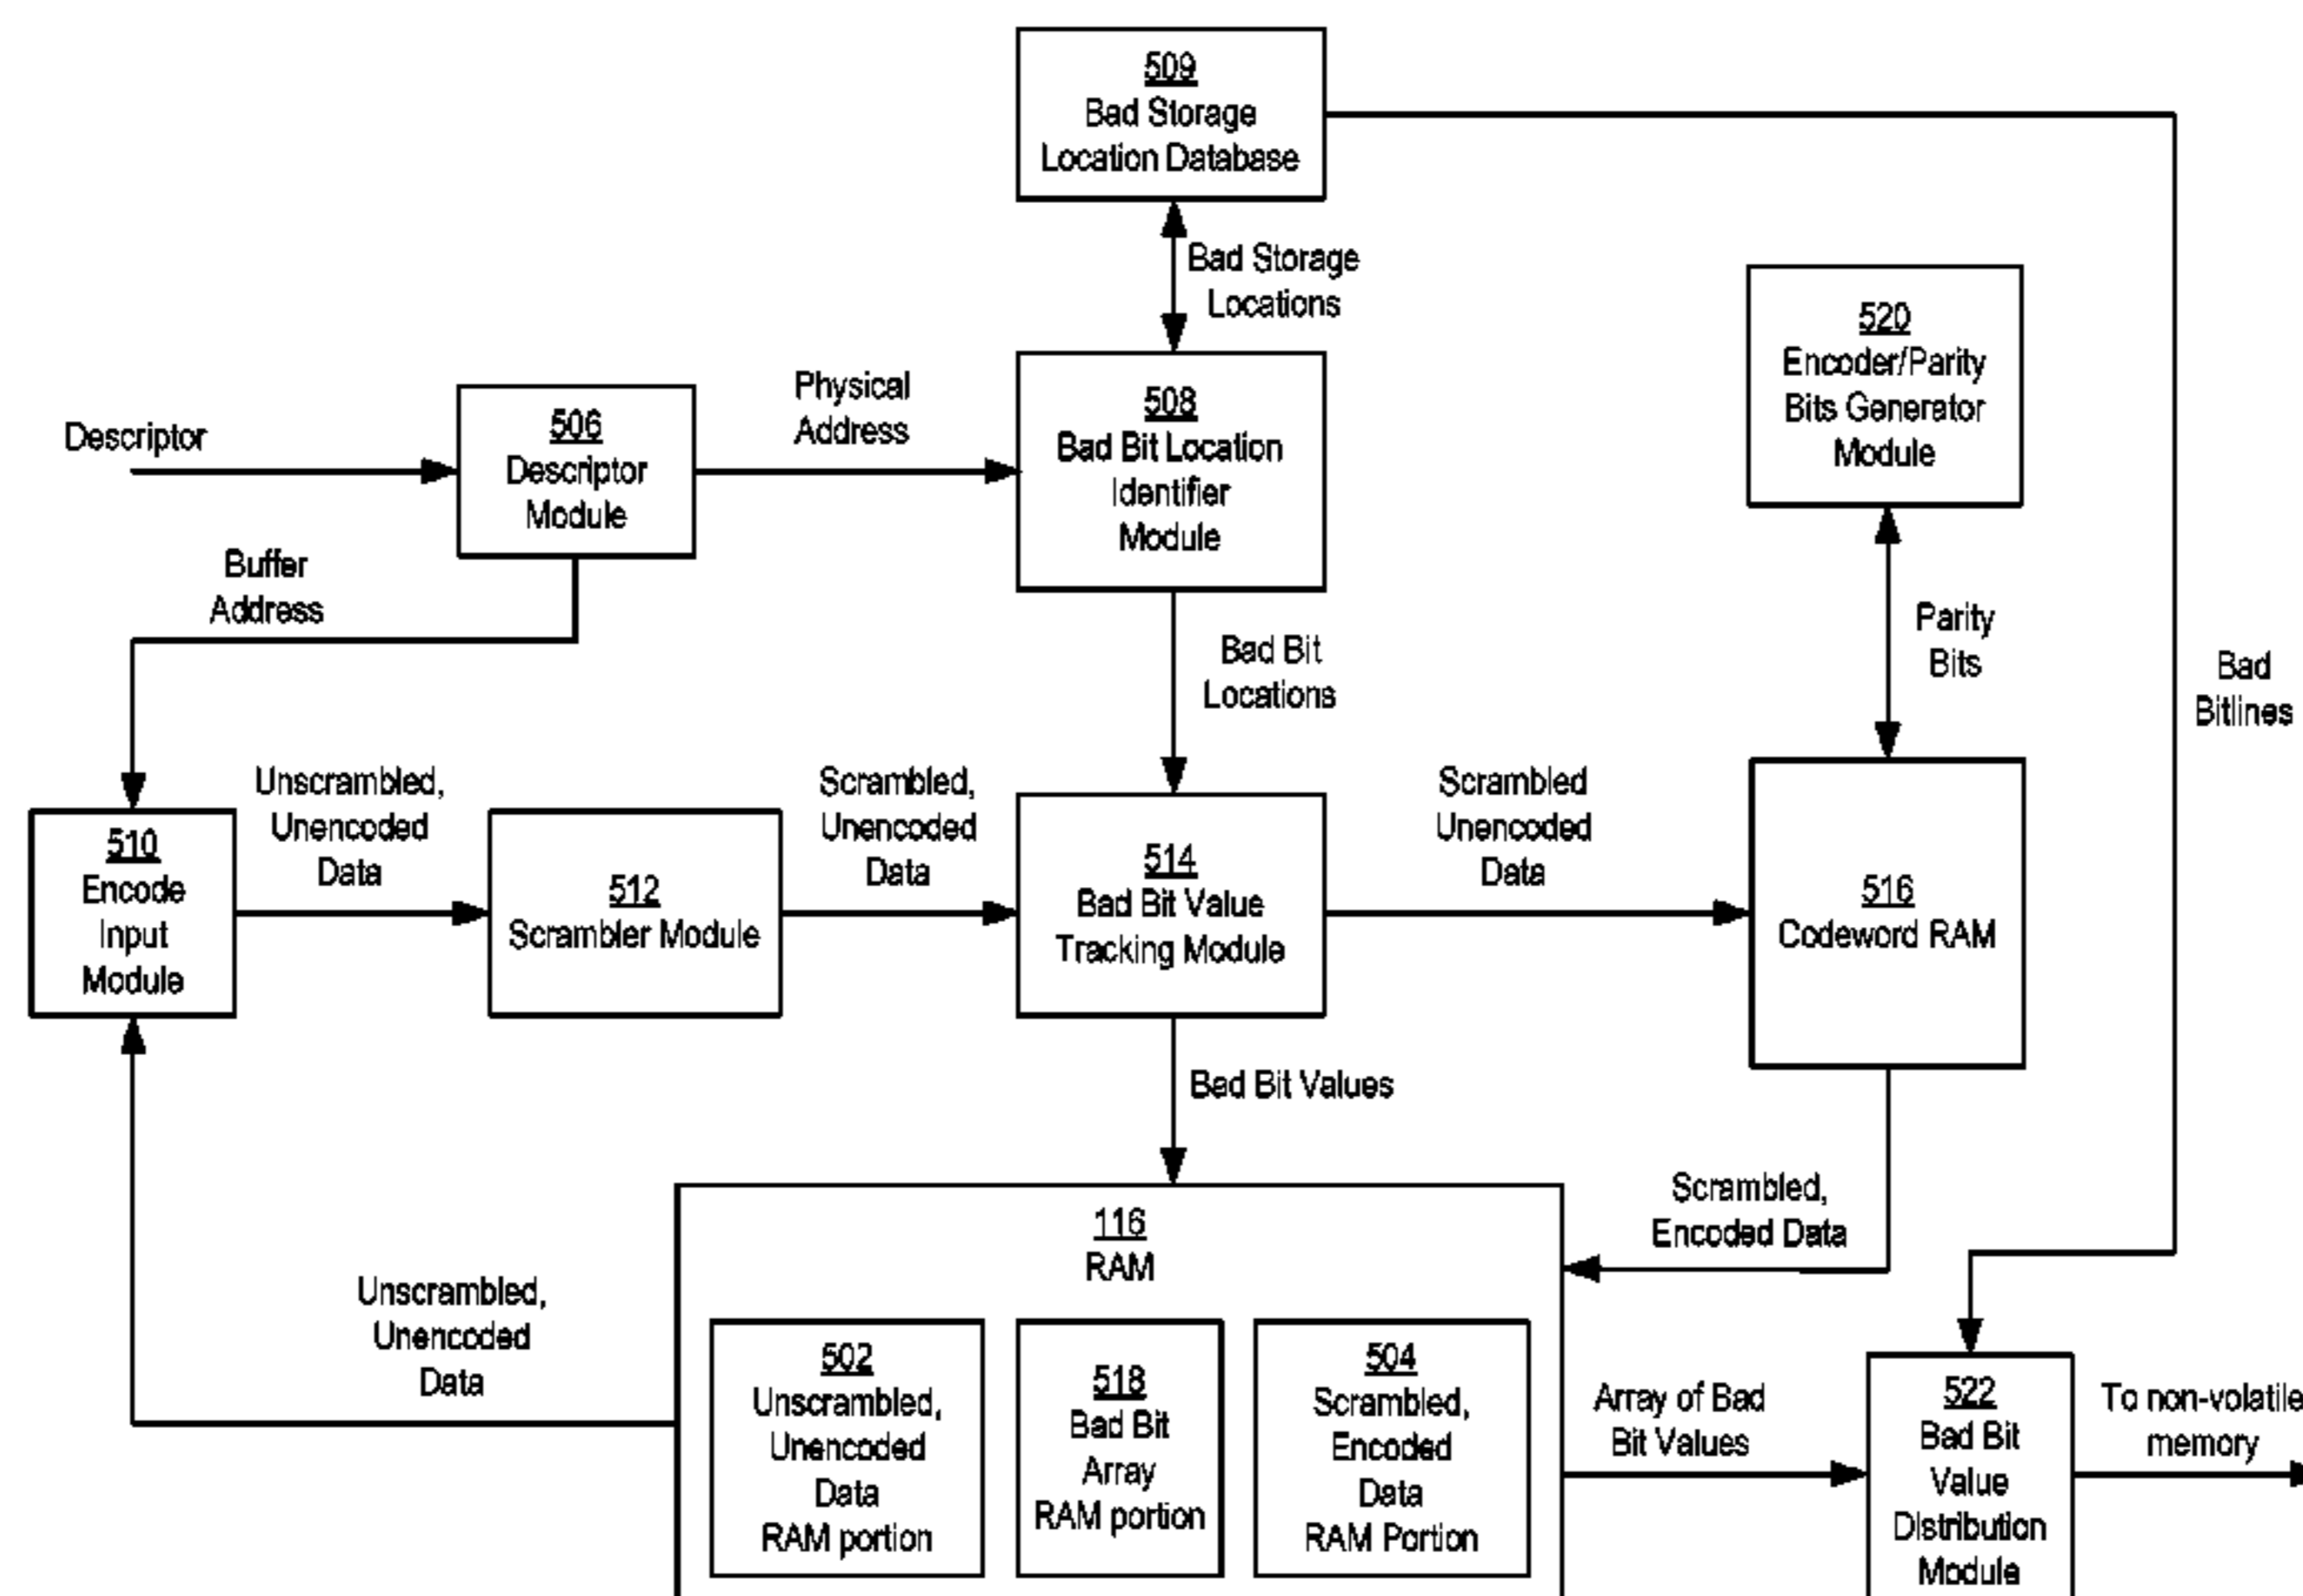 509
Bad Storage
Location Database
Bad Storage
Locations
520
Encoder/Parity
Bits Generator
Module
Descriptor
506
Descriptor
Module
Physical
Address
508
Bad Bit Location
Identifier
Module
Buffer
Address
Bad Bit
Locations
Parity
Bits
Bad
Bitlines
510
Encode
Input
Module
Unscrambled,
Unencoded
Data
512
Scrambler Module
Scrambled,
Unencoded
Data
514
Bad Bit Value
Tracking Module
Scrambled
Unencoded
Data
516
Codeword RAM
Bad Bit Values
Scrambled,
Encoded Data
116
RAM
Unscrambled,
Unencoded
Data
502
Unscrambled,
Unencoded
Data
RAM portion
518
Bad Bit
Array
RAM portion
504
Scrambled,
Encoded
Data
RAM Portion
Array of Bad
Bit Values
522
Bad Bit
Value
Distribution
Module
To non-volatile
memory